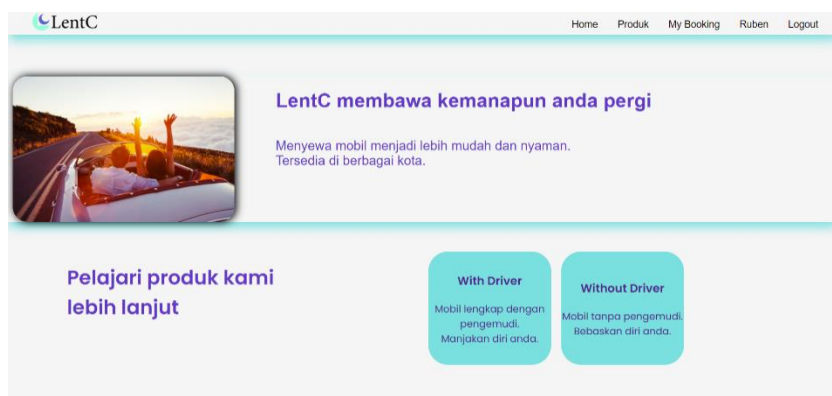 LentC
Home Produk My Booking Ruben Logout
LentC membawa kemanapun anda pergi
Menyewa mobil menjadi lebih mudah dan nyaman.
Tersedia di berbagai kota.
Pelajari produk kami
lebih lanjut
With Driver
Mobil lengkap dengan
pengemudi.
Manjakan diri anda.
Without Driver
Mobil tanpa pengemudi.
Bebaskan diri anda.